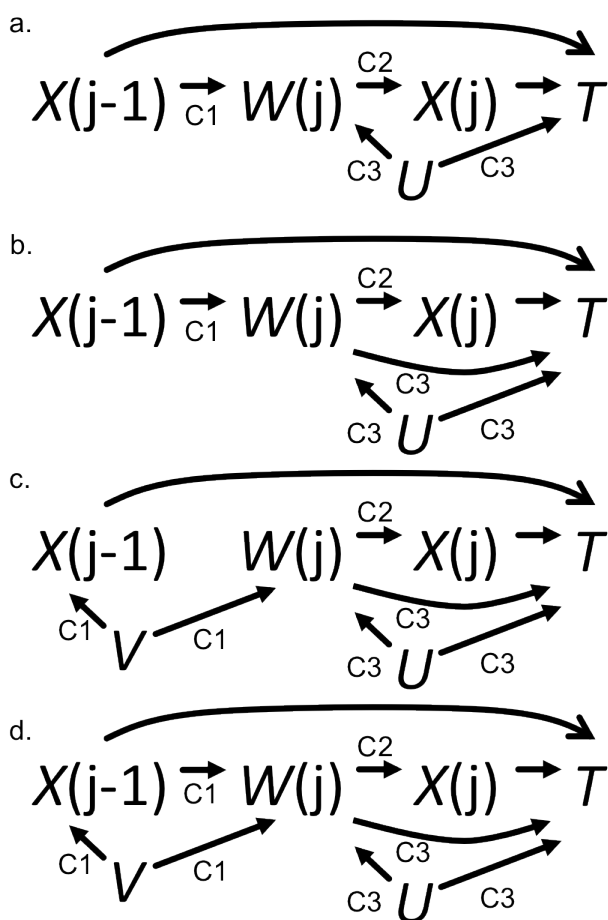 a.
C2
X(j-1) W(j) X(j) T
C1
C3 U C3
b.
C2
X(j-1) W(j) X(j) T
C1
C3
C3 U C3
c.
C2
X(j-1) W(j) X(j) T
C3
C1 V C1 C3 U C3
d.
C2
X(j-1) W(j) X(j) T
C1
C3
C1 V C1 C3 U C3